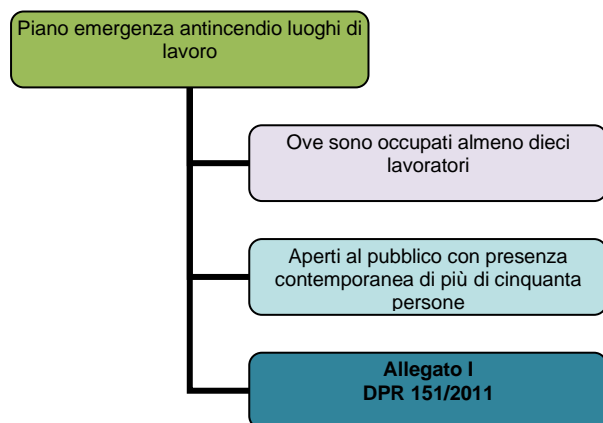 Piano emergenza antincendio luoghi di
lavoro
Ove sono occupati almeno dieci
lavoratori
Aperti al pubblico con presenza
contemporanea di più di cinquanta
persone
Allegato I
DPR 151/2011